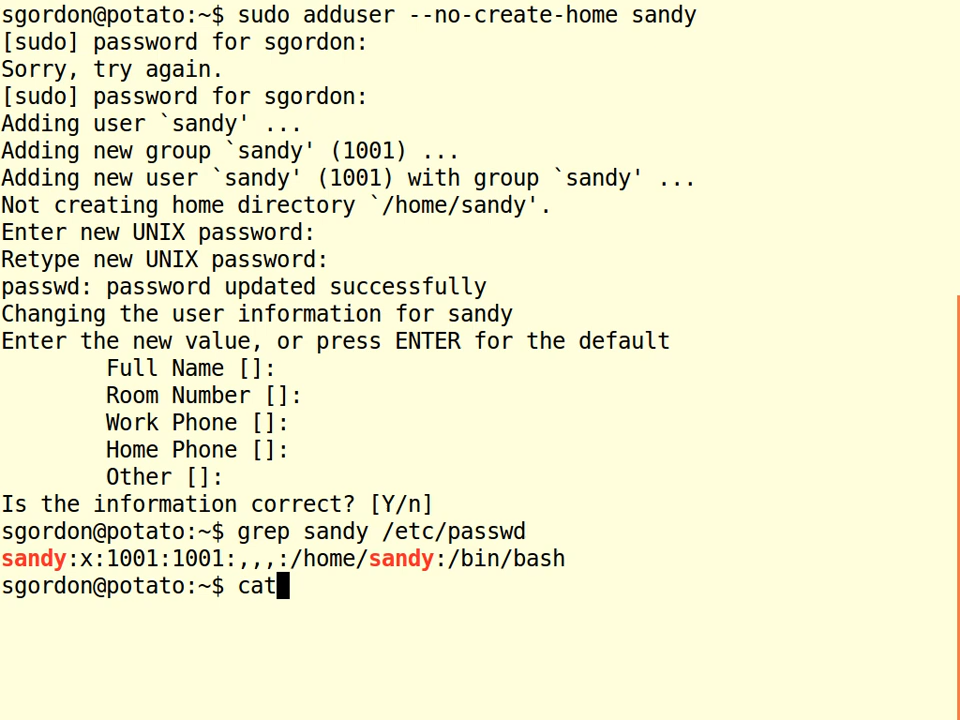 sgordon@potato:~$ sudo adduser --no-create-home sandy
[sudo] password for sgordon:
Sorry, try again.
[sudo] password for sgordon:
Adding user `sandy' ...
Adding new group `sandy' (1001) ...
Adding new user `sandy' (1001) with group `sandy' ...
Not creating home directory `/home/sandy'.
Enter new UNIX password:
Retype new UNIX password:
passwd: password updated successfully
Changing the user information for sandy
Enter the new value, or press ENTER for the default
        Full Name []:
        Room Number []:
        Work Phone []:
        Home Phone []:
        Other []:
Is the information correct? [Y/n]
sgordon@potato:~$ grep sandy /etc/passwd
sandy:x:1001:1001:,,,:/home/sandy:/bin/bash
sgordon@potato:~$ cat